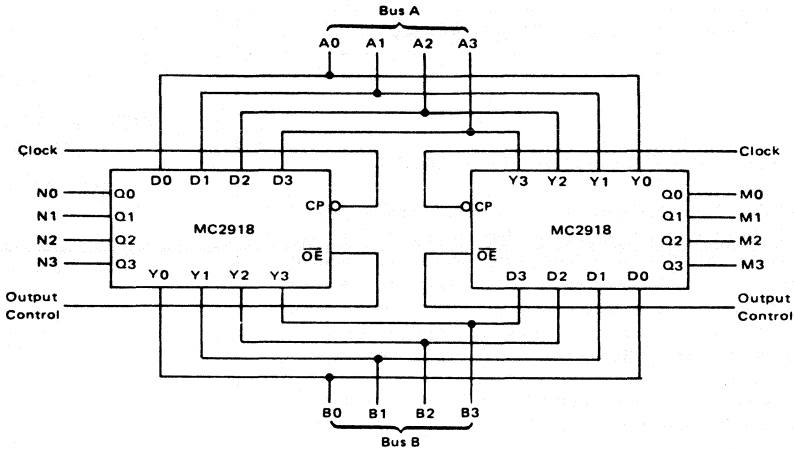 Bus A
A0 A1 A2 A3
Clock Clock
D0 D1 D2 D3 Y3 Y2 Y1 Y0
N0 Q0 CP CP Q0 M0
N1 Q1 MC2918 MC2918 Q1 M1
N2 Q2 OE OE Q2 M2
N3 Q3 Q3 M3
Y0 Y1 Y2 Y3 D3 D2 D1 D0
Output Control Output Control
B0 B1 B2 B3
Bus B